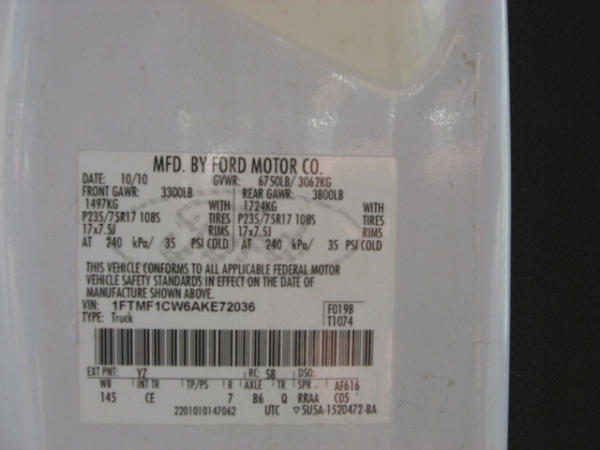 MFD. BY FORD MOTOR CO.
DATE: 10/10 GVWR: 6750LB/ 3062KG
FRONT GAWR: 3300LB REAR GAWR: 3800LB
1497KG WITH 1724KG WITH
P235/75R17 108S TIRES P235/75R17 108S TIRES
17x7.5J RIMS 17x7.5J RIMS
AT 240 kPa/ 35 PSI COLD AT 240 kPa/ 35 PSI COLD
THIS VEHICLE CONFORMS TO ALL APPLICABLE FEDERAL MOTOR
VEHICLE SAFETY STANDARDS IN EFFECT ON THE DATE OF
MANUFACTURE SHOWN ABOVE.
VIN: 1FTMF1CW6AKE72036 F0198
TYPE: Truck T1074
EXT PNT: YZ RC: 58 DSO:
WB INT TR TP/PS R AXLE TR SPR AF616
145 CE 7 B6 Q RRAA C05
2201010147062 UTC ▽5U5A-1520472-BA